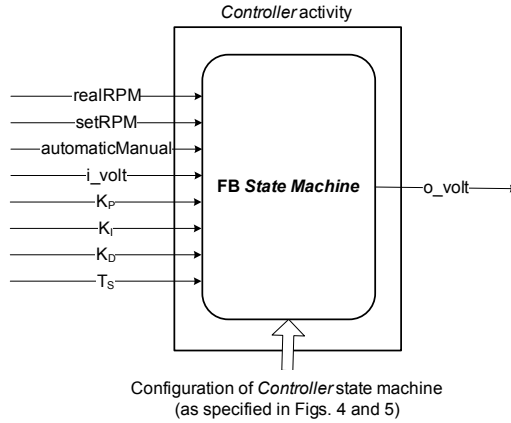 Controller activity
realRPM
setRPM
automaticManual
i_volt
KP
KI
KD
TS
FB State Machine
o_volt
Configuration of Controller state machine
(as specified in Figs. 4 and 5)